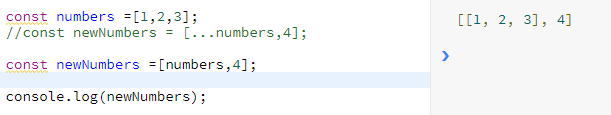 const numbers =[1,2,3];
//const newNumbers = [...numbers,4];
const newNumbers =[numbers,4];
console.log(newNumbers);
[[1, 2, 3], 4]